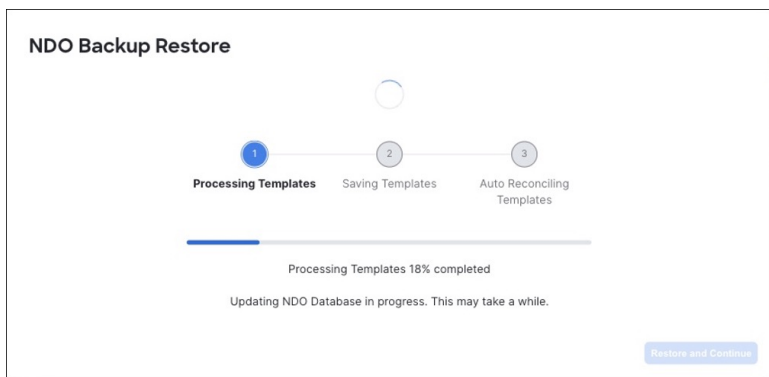 NDO Backup Restore
1
2
3
Processing Templates
Saving Templates
Auto Reconciling
Templates
Processing Templates 18% completed
Updating NDO Database in progress. This may take a while.
Restore and Continue